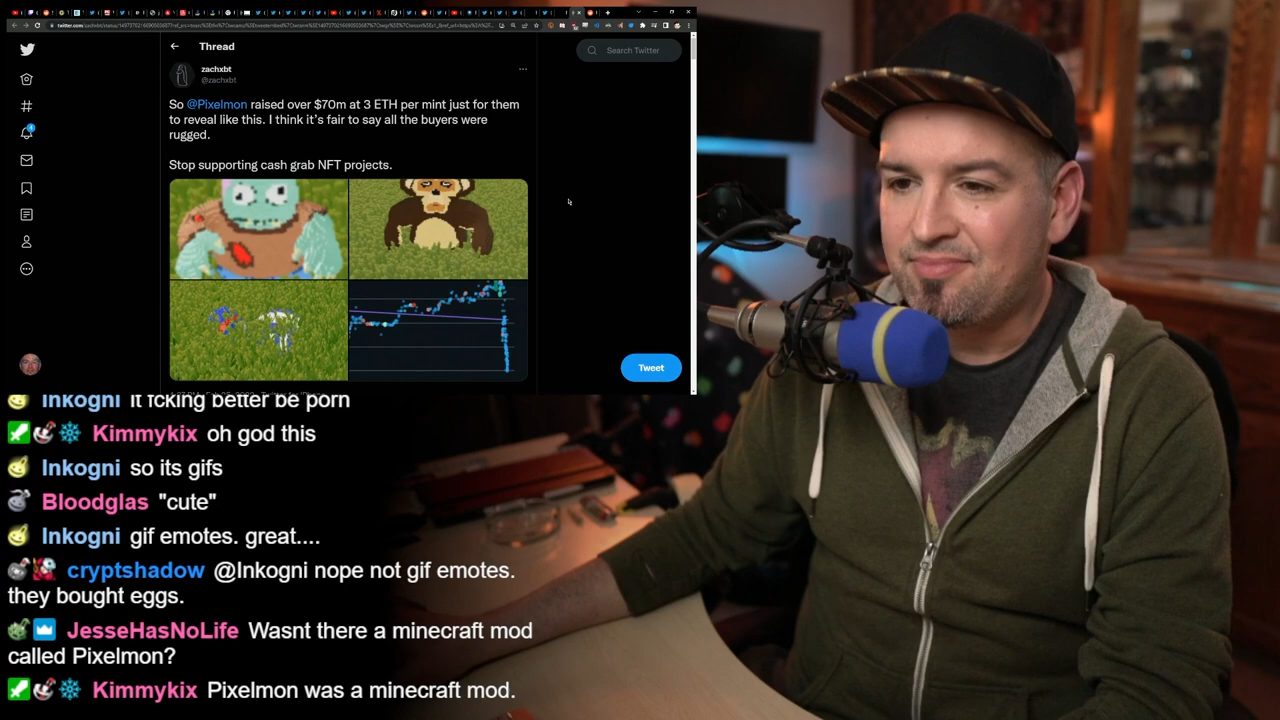 Thread
Search Twitter
zachxbt
@zachxbt
So @Pixelmon raised over $70m at 3 ETH per mint just for them
to reveal like this. I think it's fair to say all the buyers were
rugged.
Stop supporting cash grab NFT projects.
Tweet
Inkogni it fcking better be porn
Kimmykix oh god this
Inkogni so its gifs
Bloodglas "cute"
Inkogni gif emotes. great....
cryptshadow @Inkogni nope not gif emotes.
they bought eggs.
JesseHasNoLife Wasnt there a minecraft mod
called Pixelmon?
Kimmykix Pixelmon was a minecraft mod.